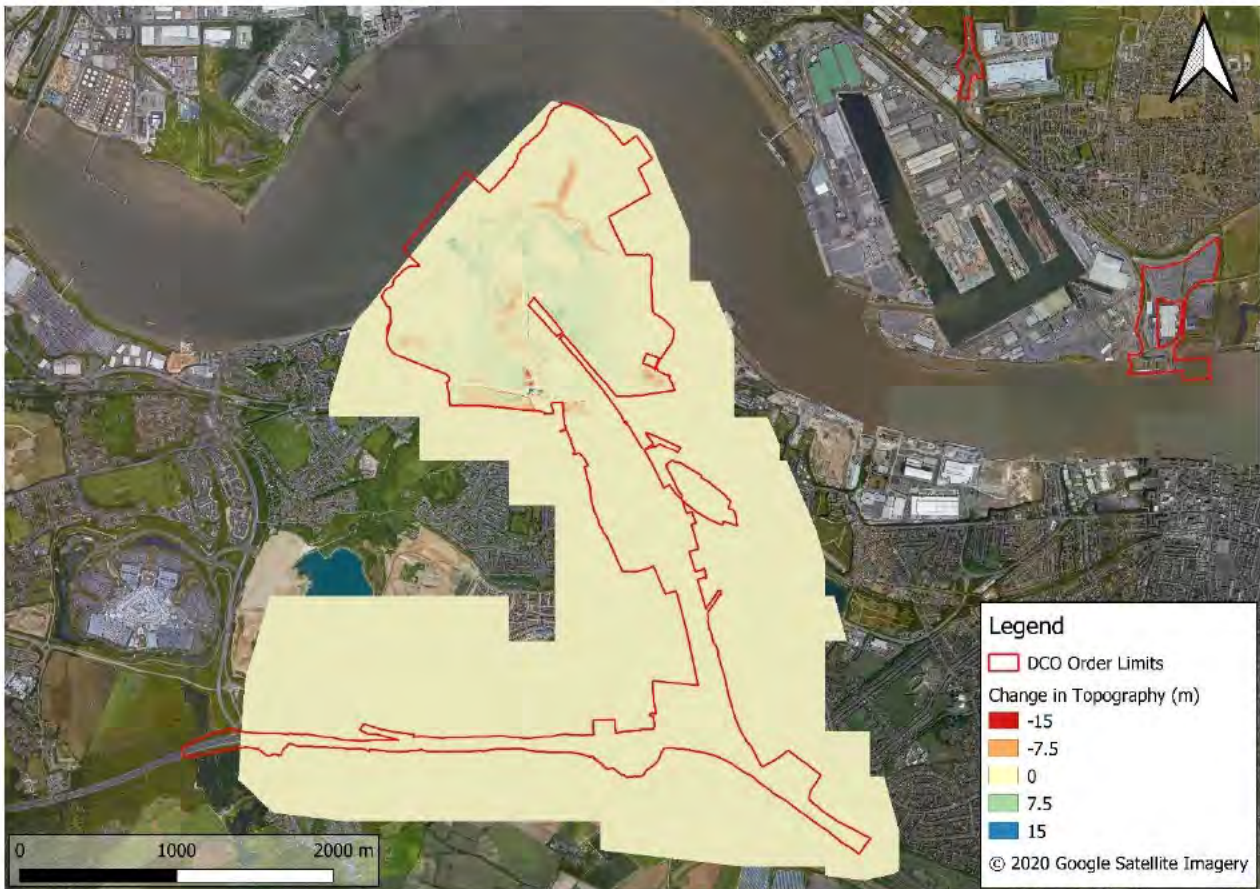 Legend
DCO Order Limits
Change in Topography (m)
-15
-7.5
0
7.5
15
© 2020 Google Satellite Imagery
0 1000 2000 m